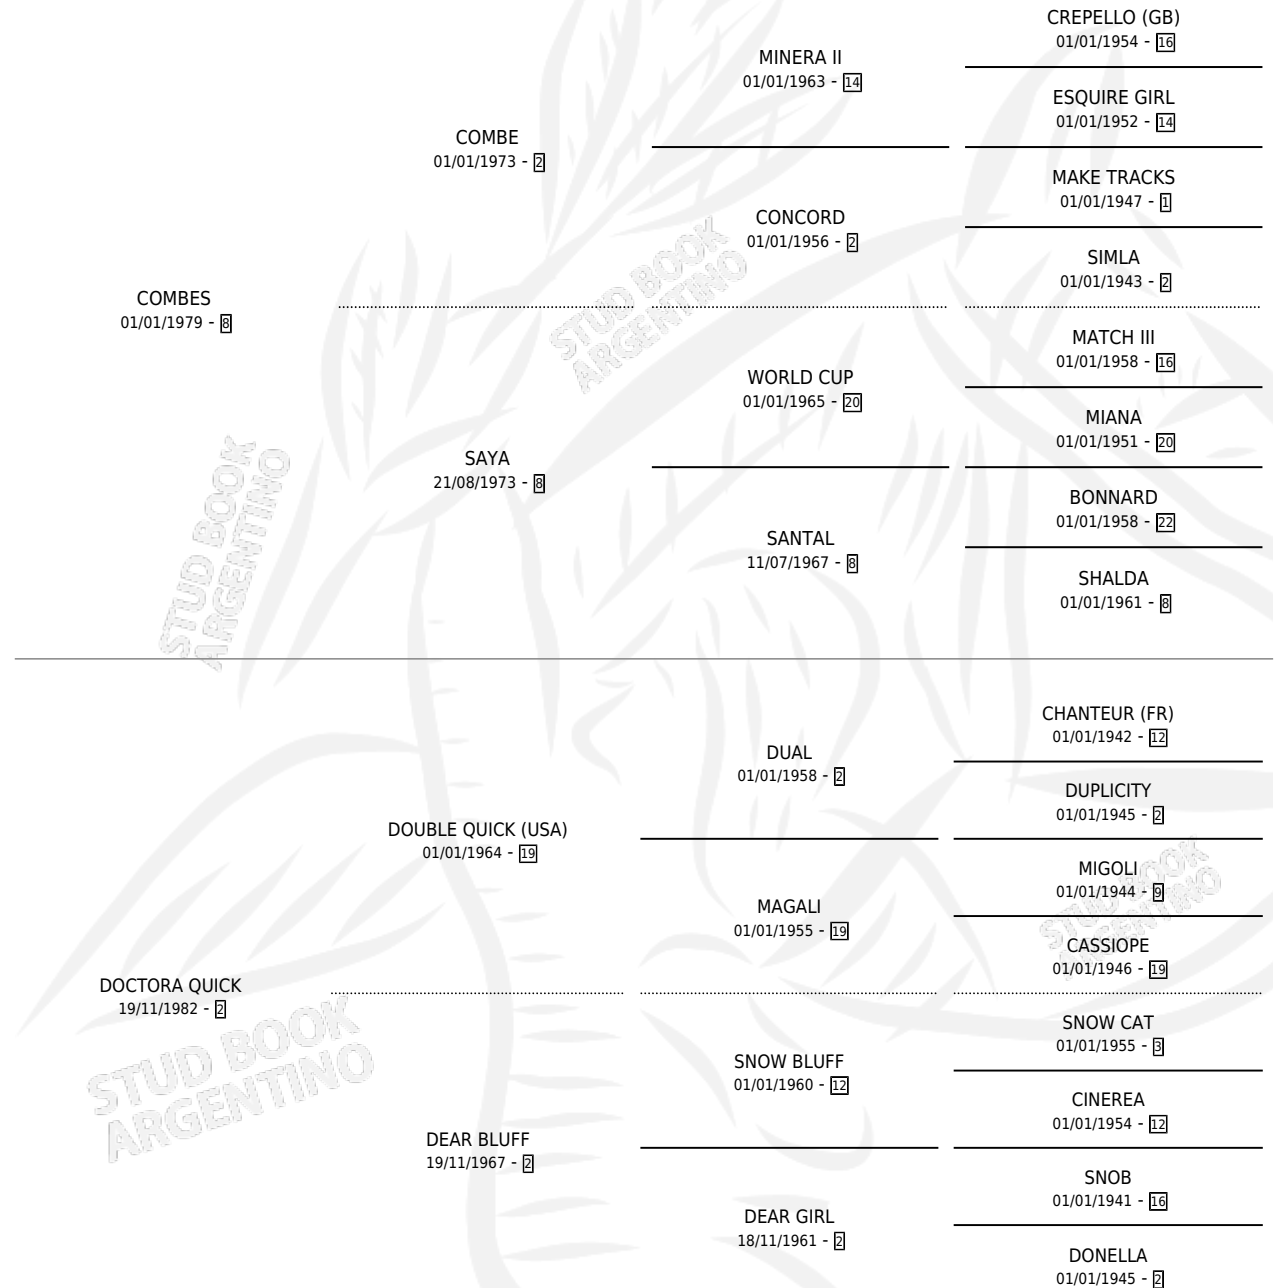 CREPELLO (GB)
01/01/1954 - 16
MINERA II
01/01/1963 - 14
ESQUIRE GIRL
01/01/1952 - 14
COMBE
01/01/1973 - 2
MAKE TRACKS
01/01/1947 - 1
CONCORD
01/01/1956 - 2
SIMLA
01/01/1943 - 2
COMBES
01/01/1979 - 8
STUD BOOK
ARGENTINO
MATCH III
01/01/1958 - 16
WORLD CUP
01/01/1965 - 20
MIANA
01/01/1951 - 20
SAYA
21/08/1973 - 8
BONNARD
01/01/1958 - 22
SANTAL
11/07/1967 - 8
SHALDA
01/01/1961 - 8
STUD BOOK
ARGENTINO
CHANTEUR (FR)
01/01/1942 - 12
DUAL
01/01/1958 - 2
DUPLICITY
01/01/1945 - 2
DOUBLE QUICK (USA)
01/01/1964 - 19
MIGOLI
01/01/1944 - 9
MAGALI
01/01/1955 - 19
CASSIOPE
01/01/1946 - 19
STUD BOOK
ARGENTINO
DOCTORA QUICK
19/11/1982 - 2
SNOW CAT
01/01/1955 - 3
SNOW BLUFF
01/01/1960 - 12
CINEREA
01/01/1954 - 12
STUD BOOK
ARGENTINO
DEAR BLUFF
19/11/1967 - 2
SNOB
01/01/1941 - 16
DEAR GIRL
18/11/1961 - 2
DONELLA
01/01/1945 - 2